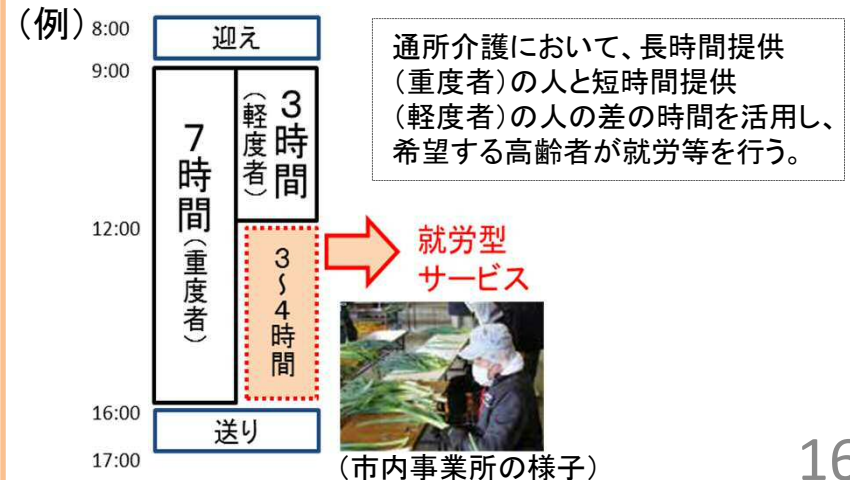 （例）
8:00
迎え
9:00
７時間（重度者）
３時間
（軽度者）
通所介護において、長時間提供
（重度者）の人と短時間提供
（軽度者）の人の差の時間を活用し、
希望する高齢者が就労等を行う。
12:00
３～４時間
就労型
サービス
16:00
送り
17:00
（市内事業所の様子）
16